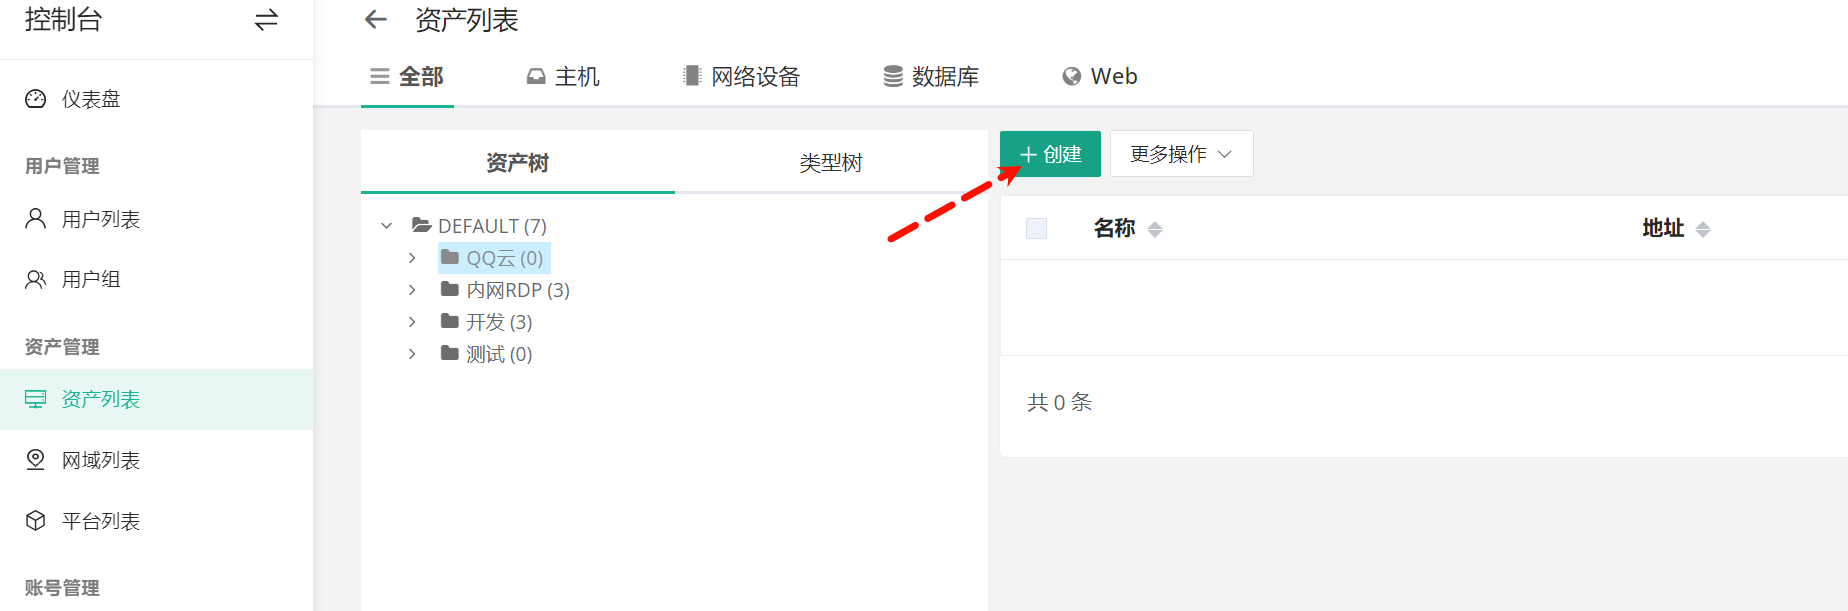 控制台
仪表盘
用户管理
用户列表
用户组
资产管理
资产列表
网域列表
平台列表
账号管理
资产列表
全部
主机
网络设备
数据库
Web
资产树
类型树
DEFAULT (7)
QQ云 (0)
内网RDP (3)
开发 (3)
测试 (0)
创建
更多操作
名称
地址
共 0 条